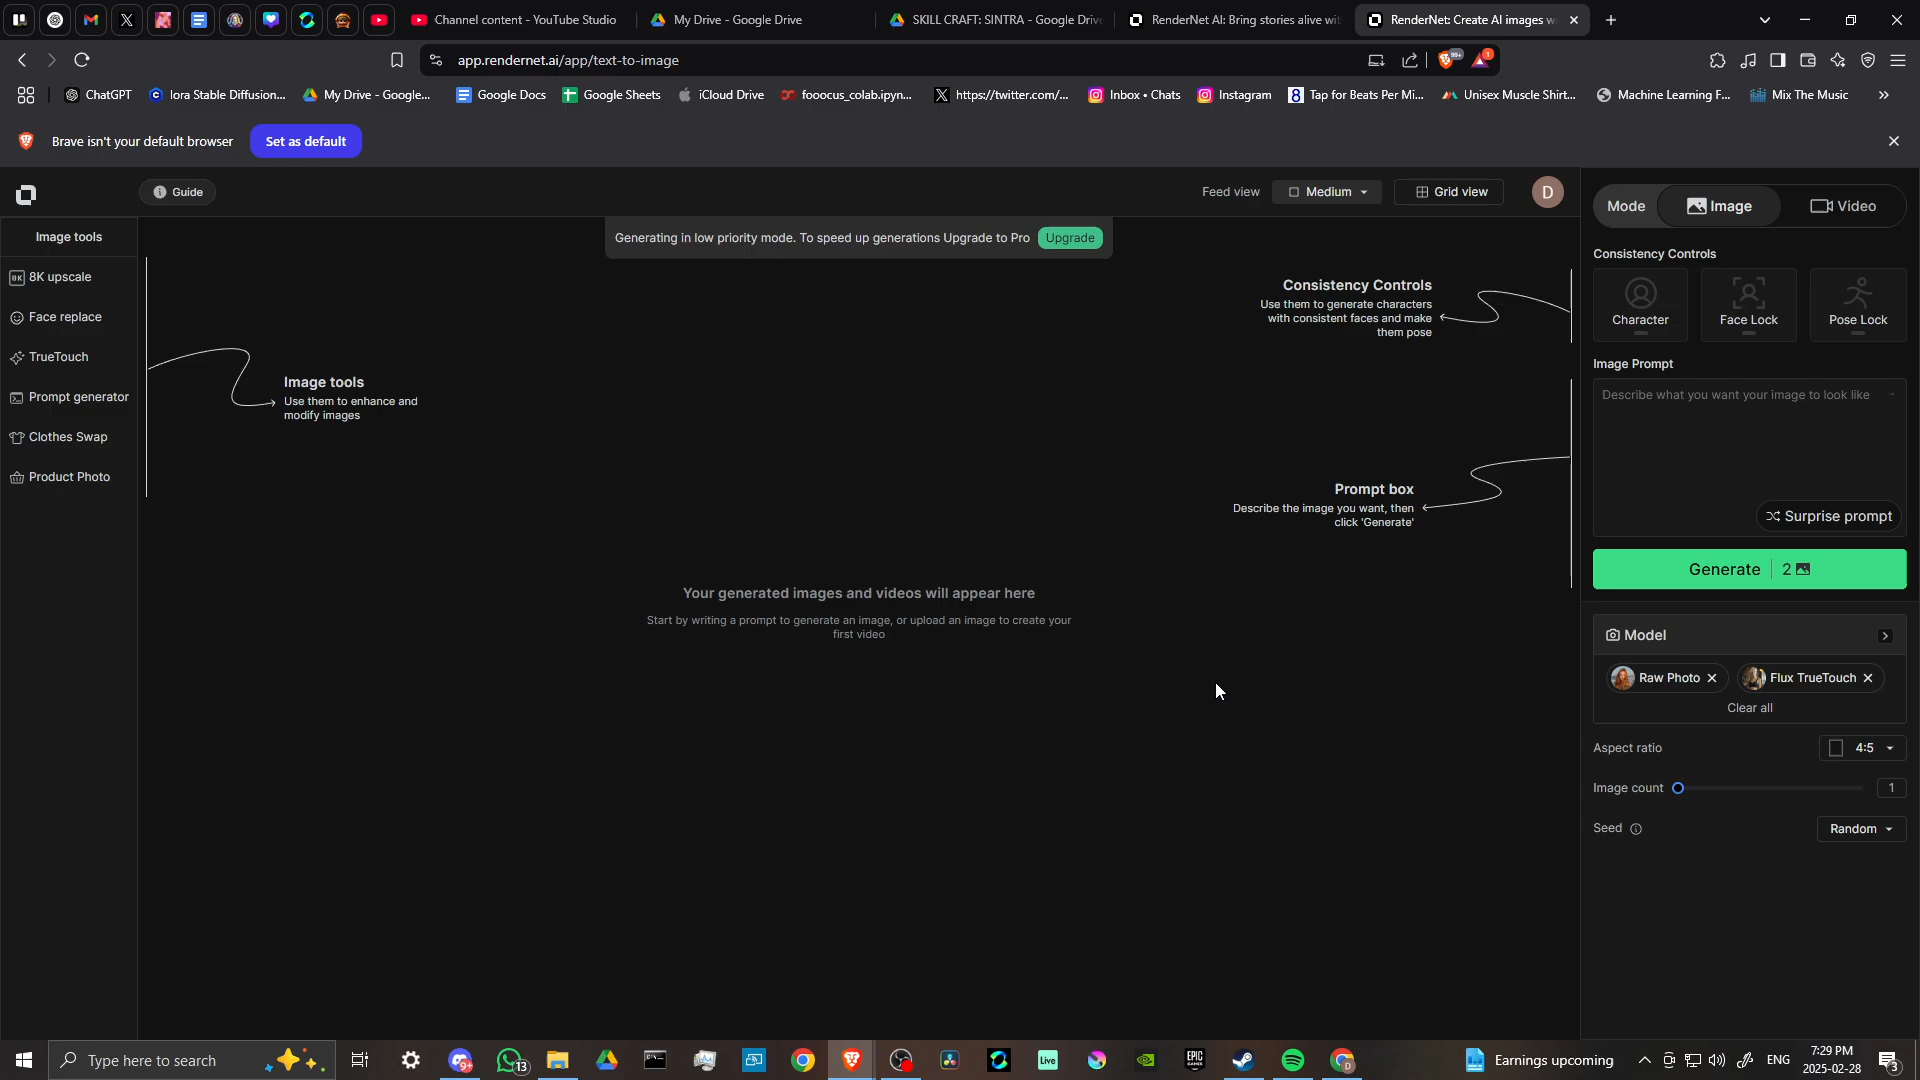 Channel content - YouTube Studio
My Drive - Google Drive
SKILL CRAFT: SINTRA - Google Drive
RenderNet AI: Bring stories alive wit
RenderNet: Create AI images w
app.rendernet.ai/app/text-to-image
99+
1
ChatGPT
lora Stable Diffusion...
My Drive - Google...
Google Docs
Google Sheets
iCloud Drive
fooocus_colab.ipyn...
https://twitter.com/...
Inbox • Chats
Instagram
Tap for Beats Per Mi...
Unisex Muscle Shirt...
Machine Learning F...
Mix The Music
Brave isn't your default browser
Set as default
Guide
Feed view
Medium
Grid view
D
Mode
Image
Video
Image tools
Generating in low priority mode. To speed up generations Upgrade to Pro
Upgrade
8K upscale
Face replace
TrueTouch
Prompt generator
Clothes Swap
Product Photo
Image tools
Use them to enhance and
modify images
Consistency Controls
Use them to generate characters
with consistent faces and make
them pose
Prompt box
Describe the image you want, then
click 'Generate'
Your generated images and videos will appear here
Start by writing a prompt to generate an image, or upload an image to create your
first video
Consistency Controls
Character
Face Lock
Pose Lock
Image Prompt
Describe what you want your image to look like
Surprise prompt
Generate
2
Model
Raw Photo
Flux TrueTouch
Clear all
Aspect ratio
4:5
Image count
1
Seed
Random
Type here to search
9+
13
Live
EPIC
GAMES
D
Earnings upcoming
ENG
7:29 PM
2025-02-28
3